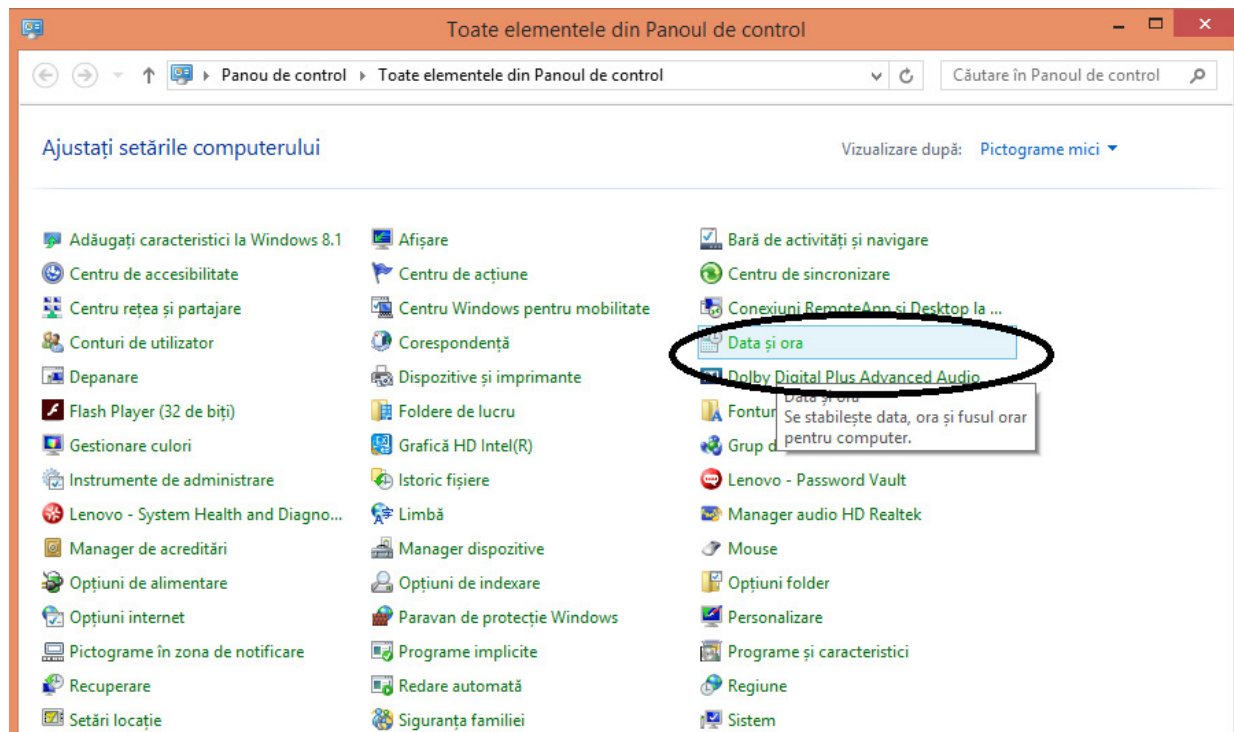 Toate elementele din Panoul de control
Panou de control Toate elementele din Panoul de control
Căutare în Panoul de control
Ajustați setările computerului
Vizualizare după: Pictograme mici
Adăugați caracteristici la Windows 8.1
Afișare
Bară de activități și navigare
Centru de accesibilitate
Centru de acțiune
Centru de sincronizare
Centru rețea și partajare
Centru Windows pentru mobilitate
Conexiuni RemoteApp și Desktop la ...
Conturi de utilizator
Corespondență
Data și ora
Depanare
Dispozitive și imprimante
Dolby Digital Plus Advanced Audio
Data și ora
Se stabilește data, ora și fusul orar
pentru computer.
Flash Player (32 de biți)
Foldere de lucru
Gestionare culori
Grafică HD Intel(R)
Grup d
Instrumente de administrare
Istoric fișiere
Lenovo - Password Vault
Lenovo - System Health and Diagno...
Limbă
Manager audio HD Realtek
Manager de acreditări
Manager dispozitive
Mouse
Opțiuni de alimentare
Opțiuni de indexare
Opțiuni folder
Opțiuni internet
Paravan de protecție Windows
Personalizare
Pictograme în zona de notificare
Programe implicite
Programe și caracteristici
Recuperare
Redare automată
Regiune
Setări locație
Siguranța familiei
Sistem